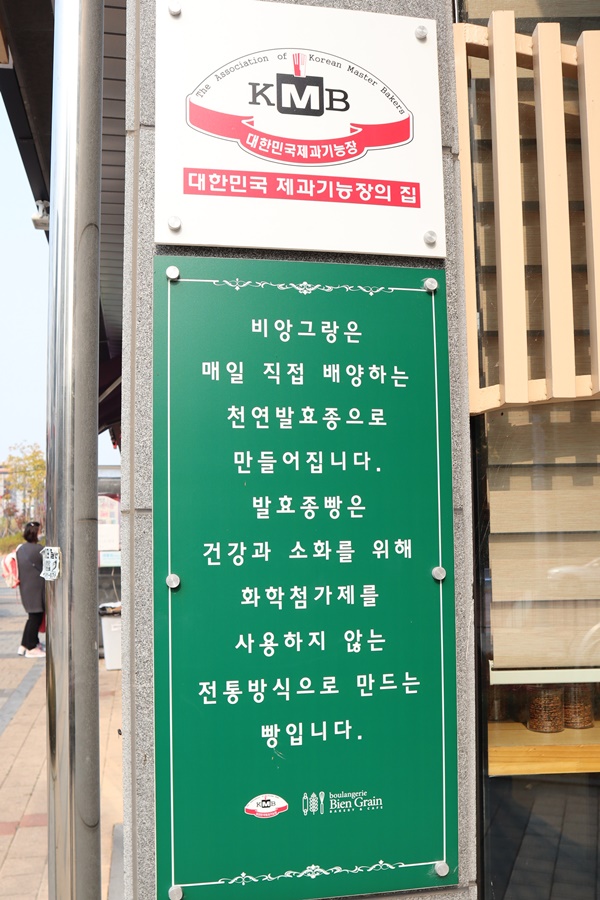 The Association of Korean Master Bakers
KMB
대한민국제과기능장
대한민국 제과기능장의 집
비앙그랑은
매일 직접 배양하는
천연발효종으로
만들어집니다.
발효종빵은
건강과 소화를 위해
화학첨가제를
사용하지 않는
전통방식으로 만드는
빵입니다.
KMB
boulangerie
Bien Grain
BAKERY & CAFE